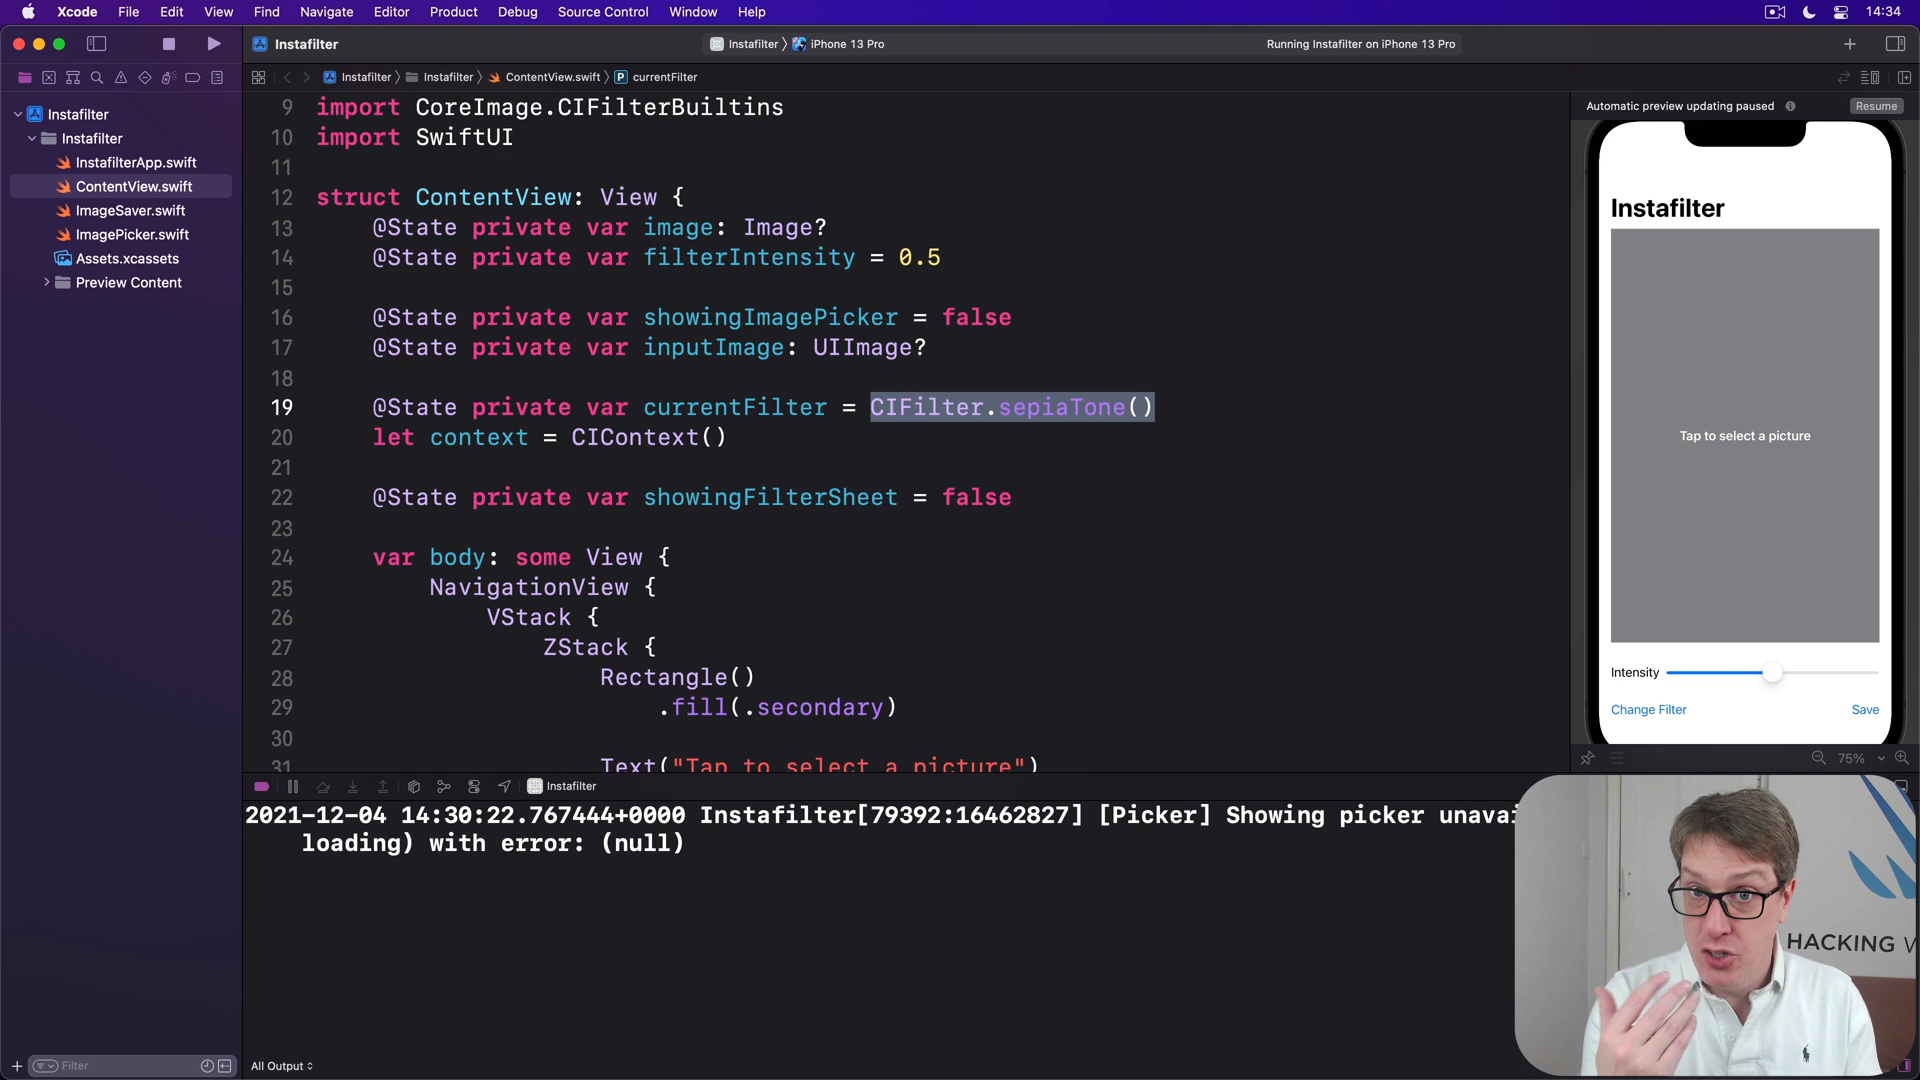 Xcode File Edit View Find Navigate Editor Product Debug Source Control Window Help 14:34
Instafilter Instafilter iPhone 13 Pro Running Instafilter on iPhone 13 Pro
Instafilter Instafilter ContentView.swift P currentFilter
Instafilter
Instafilter
InstafilterApp.swift
ContentView.swift
ImageSaver.swift
ImagePicker.swift
Assets.xcassets
Preview Content
Filter
9 import CoreImage.CIFilterBuiltins
10 import SwiftUI
11
12 struct ContentView: View {
13 @State private var image: Image?
14 @State private var filterIntensity = 0.5
15
16 @State private var showingImagePicker = false
17 @State private var inputImage: UIImage?
18
19 @State private var currentFilter = CIFilter.sepiaTone()
20 let context = CIContext()
21
22 @State private var showingFilterSheet = false
23
24 var body: some View {
25 NavigationView {
26 VStack {
27 ZStack {
28 Rectangle()
29 .fill(.secondary)
30
31 Text("Tap to select a picture")
Automatic preview updating paused Resume
Instafilter
Tap to select a picture
Intensity
Change Filter Save
75%
Instafilter
2021-12-04 14:30:22.767444+0000 Instafilter[79392:16462827] [Picker] Showing picker unavai
loading) with error: (null)
All Output
HACKING W